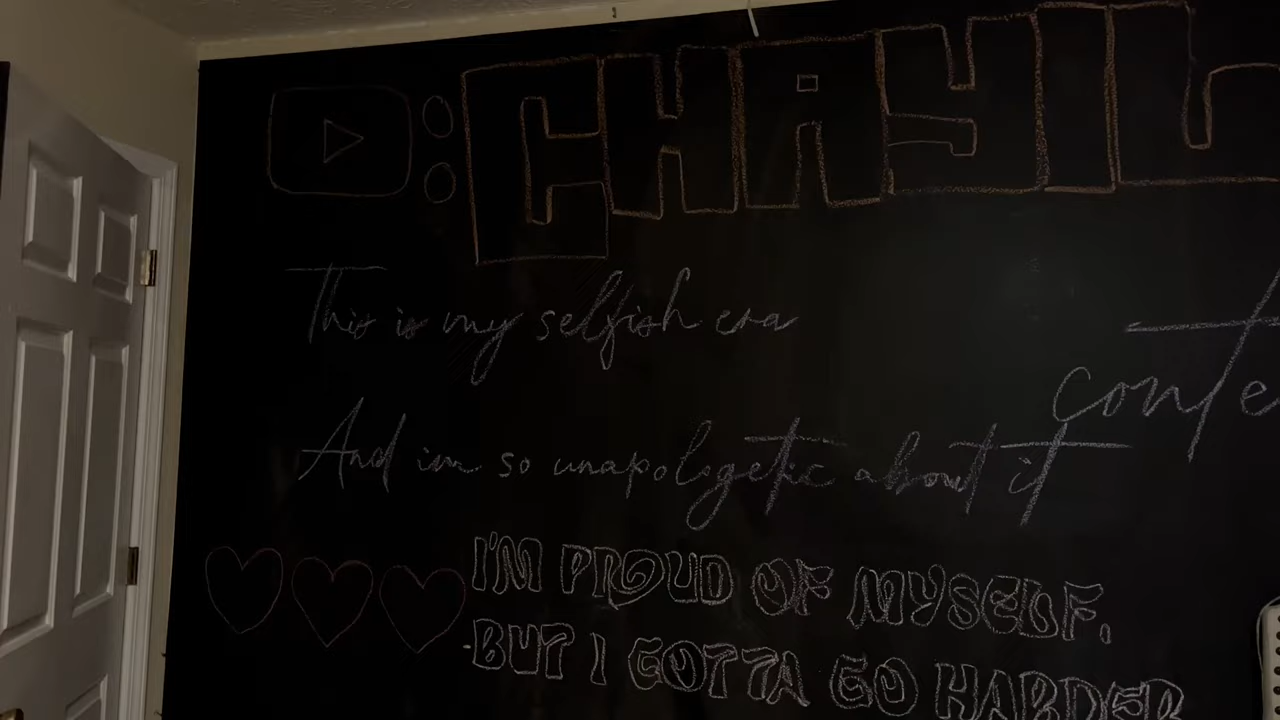 : CHAYIL
This is my selfish era
conte
And im so unapologetic about it
I'M PROUD OF MYSELF.
BUT I GOTTA GO HARDER